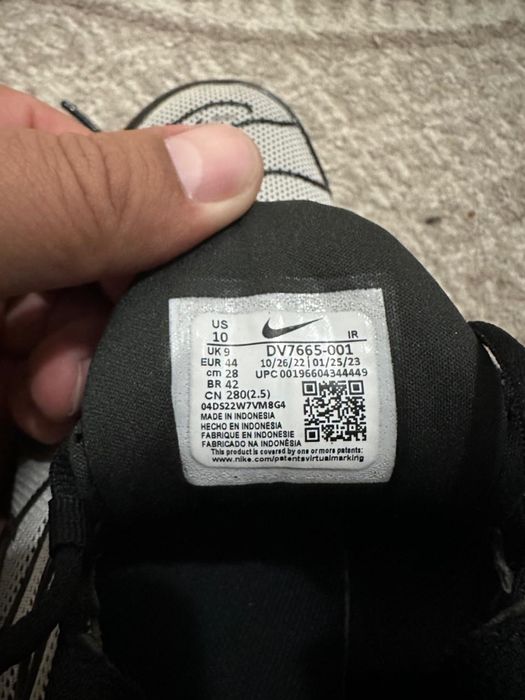 US
10
IR
UK 9
DV7665-001
EUR 44
10/26/22 | 01/25/23
cm 28
UPC 00196604344449
BR 42
CN 280(2.5)
04DS22W7VM8G4
MADE IN INDONESIA
HECHO EN INDONESIA
FABRIQUE EN INDONESIE
FABRICADO NA INDONÉSIA
This product is covered by one or more patents:
www.nike.com/patentsvirtualmarking